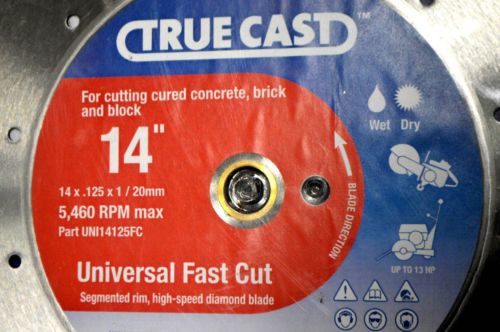 TRUE CAST™
For cutting cured concrete, brick
and block
14"
14 x .125 x 1 / 20mm
5,460 RPM max
Part UNI14125FC
Wet Dry
BLADE DIRECTION
UP TO 13 HP
Universal Fast Cut
Segmented rim, high-speed diamond blade